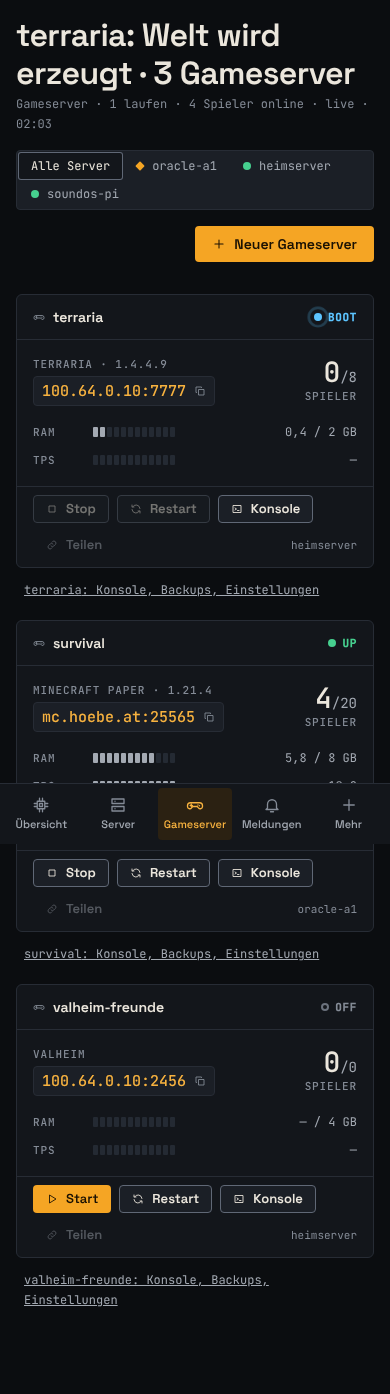 terraria: Welt wird
erzeugt · 3 Gameserver
Gameserver · 1 laufen · 4 Spieler online · live ·
02:03
Alle Server oracle-a1 heimserver
soundos-pi
+ Neuer Gameserver
terraria BOOT
TERRARIA · 1.4.4.9 0/8
100.64.0.10:7777 SPIELER
RAM 0,4 / 2 GB
TPS —
Stop Restart Konsole
Teilen heimserver
terraria: Konsole, Backups, Einstellungen
survival UP
MINECRAFT PAPER · 1.21.4 4/20
mc.hoebe.at:25565 SPIELER
RAM 5,8 / 8 GB
Übersicht Server Gameserver Meldungen Mehr
Stop Restart Konsole
Teilen oracle-a1
survival: Konsole, Backups, Einstellungen
valheim-freunde OFF
VALHEIM 0/0
100.64.0.10:2456 SPIELER
RAM — / 4 GB
TPS —
Start Restart Konsole
Teilen heimserver
valheim-freunde: Konsole, Backups,
Einstellungen